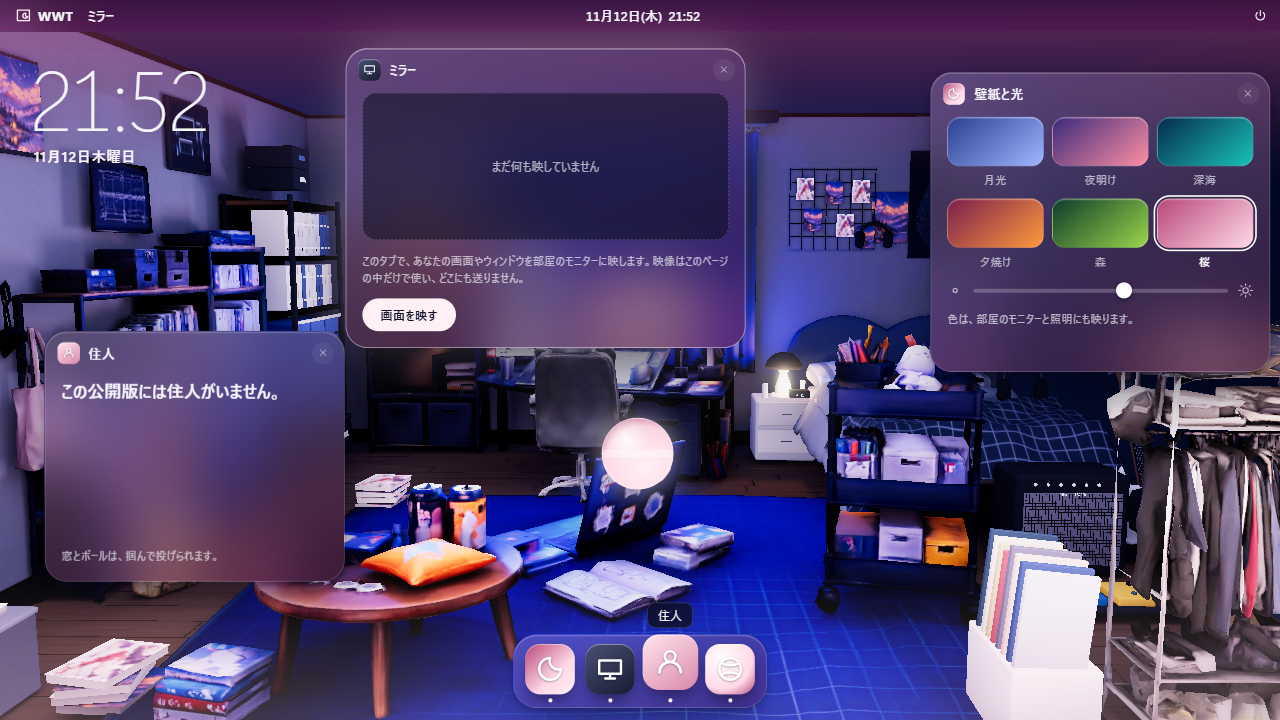 WWT ミラー
11月12日(木) 21:52
21:52
11月12日木曜日
ミラー
まだ何も映していません
このタブで、あなたの画面やウィンドウを部屋のモニターに映します。映像はこのページ
の中だけで使い、どこにも送りません。
画面を映す
壁紙と光
月光
夜明け
深海
夕焼け
森
桜
色は、部屋のモニターと照明にも映ります。
住人
この公開版には住人がいません。
窓とボールは、掴んで投げられます。
住人